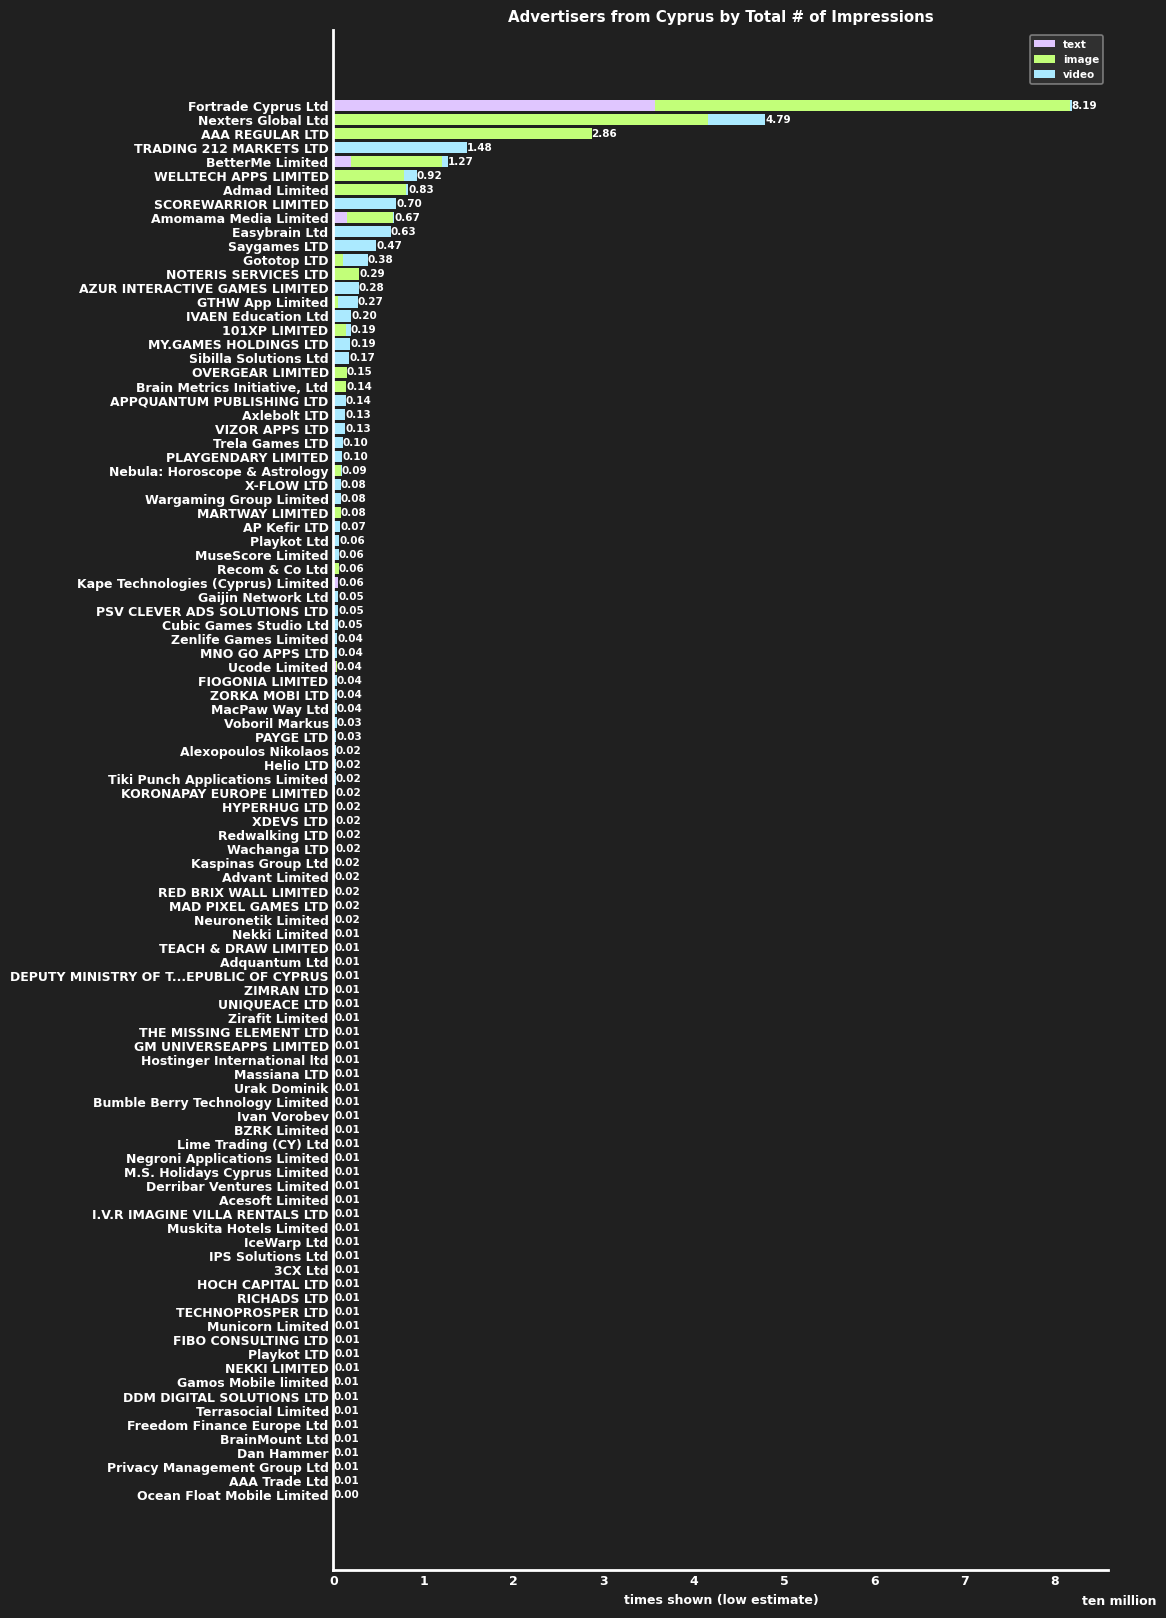 Advertisers from Cyprus by Total # of Impressions
text
image
video
Fortrade Cyprus Ltd 8.19
Nexters Global Ltd 4.79
AAA REGULAR LTD 2.86
TRADING 212 MARKETS LTD 1.48
BetterMe Limited 1.27
WELLTECH APPS LIMITED 0.92
Admad Limited 0.83
SCOREWARRIOR LIMITED 0.70
Amomama Media Limited 0.67
Easybrain Ltd 0.63
Saygames LTD 0.47
Gototop LTD 0.38
NOTERIS SERVICES LTD 0.29
AZUR INTERACTIVE GAMES LIMITED 0.28
GTHW App Limited 0.27
IVAEN Education Ltd 0.20
101XP LIMITED 0.19
MY.GAMES HOLDINGS LTD 0.19
Sibilla Solutions Ltd 0.17
OVERGEAR LIMITED 0.15
Brain Metrics Initiative, Ltd 0.14
APPQUANTUM PUBLISHING LTD 0.14
Axlebolt LTD 0.13
VIZOR APPS LTD 0.13
Trela Games LTD 0.10
PLAYGENDARY LIMITED 0.10
Nebula: Horoscope & Astrology 0.09
X-FLOW LTD 0.08
Wargaming Group Limited 0.08
MARTWAY LIMITED 0.08
AP Kefir LTD 0.07
Playkot Ltd 0.06
MuseScore Limited 0.06
Recom & Co Ltd 0.06
Kape Technologies (Cyprus) Limited 0.06
Gaijin Network Ltd 0.05
PSV CLEVER ADS SOLUTIONS LTD 0.05
Cubic Games Studio Ltd 0.05
Zenlife Games Limited 0.04
MNO GO APPS LTD 0.04
Ucode Limited 0.04
FIOGONIA LIMITED 0.04
ZORKA MOBI LTD 0.04
MacPaw Way Ltd 0.04
Voboril Markus 0.03
PAYGE LTD 0.03
Alexopoulos Nikolaos 0.02
Helio LTD 0.02
Tiki Punch Applications Limited 0.02
KORONAPAY EUROPE LIMITED 0.02
HYPERHUG LTD 0.02
XDEVS LTD 0.02
Redwalking LTD 0.02
Wachanga LTD 0.02
Kaspinas Group Ltd 0.02
Advant Limited 0.02
RED BRIX WALL LIMITED 0.02
MAD PIXEL GAMES LTD 0.02
Neuronetik Limited 0.02
Nekki Limited 0.01
TEACH & DRAW LIMITED 0.01
Adquantum Ltd 0.01
DEPUTY MINISTRY OF T...EPUBLIC OF CYPRUS 0.01
ZIMRAN LTD 0.01
UNIQUEACE LTD 0.01
Zirafit Limited 0.01
THE MISSING ELEMENT LTD 0.01
GM UNIVERSEAPPS LIMITED 0.01
Hostinger International ltd 0.01
Massiana LTD 0.01
Urak Dominik 0.01
Bumble Berry Technology Limited 0.01
Ivan Vorobev 0.01
BZRK Limited 0.01
Lime Trading (CY) Ltd 0.01
Negroni Applications Limited 0.01
M.S. Holidays Cyprus Limited 0.01
Derribar Ventures Limited 0.01
Acesoft Limited 0.01
I.V.R IMAGINE VILLA RENTALS LTD 0.01
Muskita Hotels Limited 0.01
IceWarp Ltd 0.01
IPS Solutions Ltd 0.01
3CX Ltd 0.01
HOCH CAPITAL LTD 0.01
RICHADS LTD 0.01
TECHNOPROSPER LTD 0.01
Municorn Limited 0.01
FIBO CONSULTING LTD 0.01
Playkot LTD 0.01
NEKKI LIMITED 0.01
Gamos Mobile limited 0.01
DDM DIGITAL SOLUTIONS LTD 0.01
Terrasocial Limited 0.01
Freedom Finance Europe Ltd 0.01
BrainMount Ltd 0.01
Dan Hammer 0.01
Privacy Management Group Ltd 0.01
AAA Trade Ltd 0.01
Ocean Float Mobile Limited 0.00
0 1 2 3 4 5 6 7 8
times shown (low estimate)
ten million